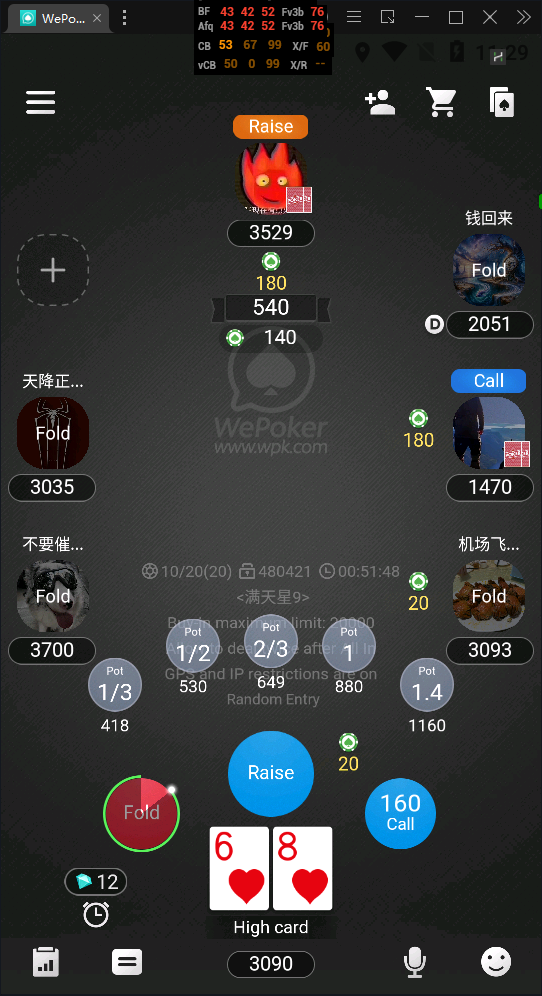 WePo...
BF 43 42 52 Fv3b 76
Afq 43 42 52 Fv3b 76
CB 53 67 99 X/F 60
vCB 50 0 99 X/R --
11:29
Raise
3529
180
540
140
钱回来
Fold
2051
D
WePoker
www.wpk.com
天降正...
Fold
3035
Call
180
1470
不要催...
Fold
3700
机场飞...
Fold
20
3093
10/20(20) 480421 00:51:48
<满天星9>
Buy-in maximum limit: 20000
GPS and IP restrictions are on
Random Entry
Pot
1/3
418
Pot
1/2
530
Pot
2/3
649
Pot
1
880
Pot
1.4
1160
Raise
20
Fold
160
Call
12
6
8
High card
3090